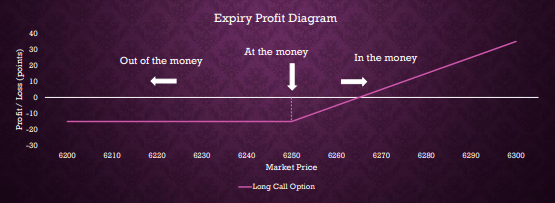 Expiry Profit Diagram
Profit / Loss (points)
40
30
20
10
0
-10
-20
-30
Out of the money
At the money
In the money
6200 6210 6220 6230 6240 6250 6260 6270 6280 6290 6300
Market Price
Long Call Option